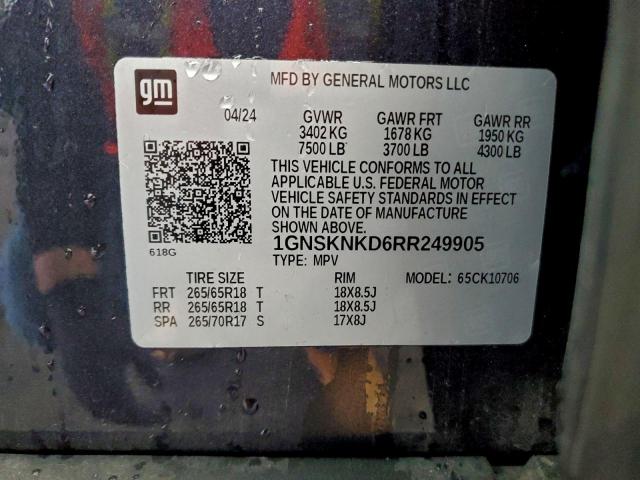 gm
MFD BY GENERAL MOTORS LLC
04/24 GVWR GAWR FRT GAWR RR
3402 KG 1678 KG 1950 KG
7500 LB 3700 LB 4300 LB
THIS VEHICLE CONFORMS TO ALL
APPLICABLE U.S. FEDERAL MOTOR
VEHICLE SAFETY STANDARDS IN EFFECT
ON THE DATE OF MANUFACTURE
SHOWN ABOVE.
618G
1GNSKNKD6RR249905
TYPE: MPV
TIRE SIZE RIM MODEL: 65CK10706
FRT 265/65R18 T 18X8.5J
RR 265/65R18 T 18X8.5J
SPA 265/70R17 S 17X8J